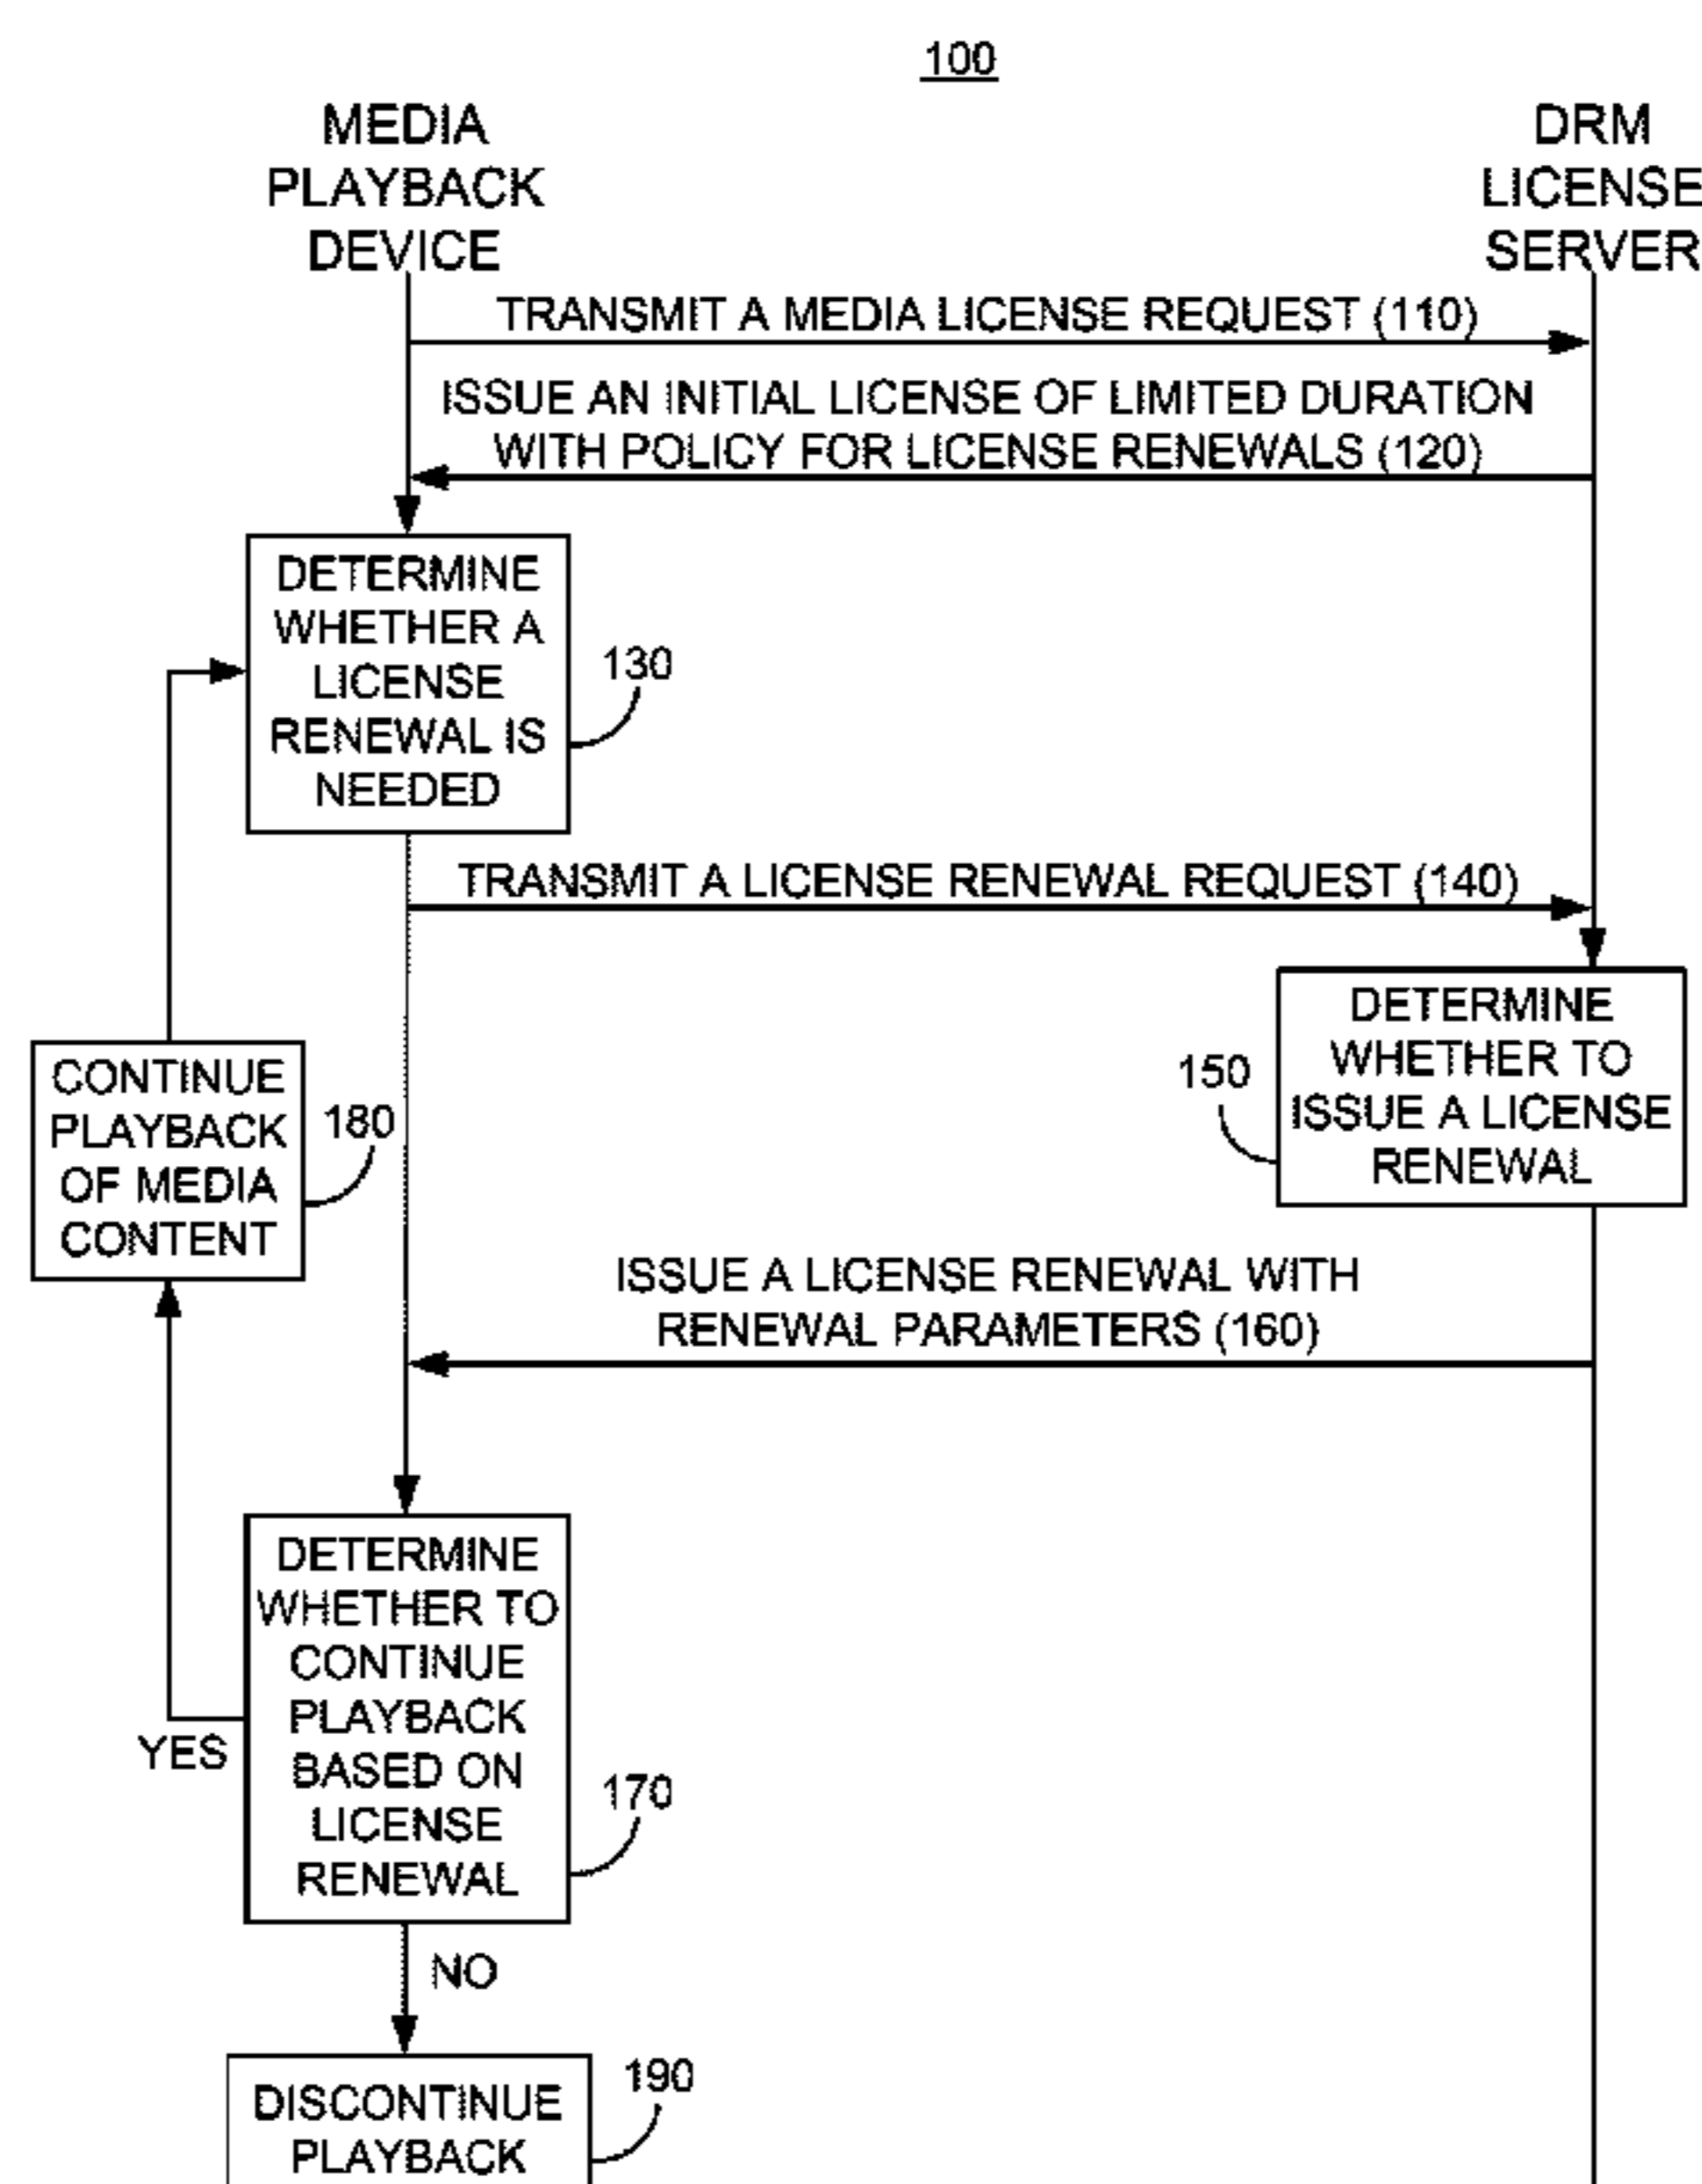 100
MEDIA
PLAYBACK
DEVICE
DRM
LICENSE
SERVER
TRANSMIT A MEDIA LICENSE REQUEST (110)
ISSUE AN INITIAL LICENSE OF LIMITED DURATION
WITH POLICY FOR LICENSE RENEWALS (120)
DETERMINE
WHETHER A
LICENSE
RENEWAL IS
NEEDED
130
TRANSMIT A LICENSE RENEWAL REQUEST (140)
DETERMINE
WHETHER TO
ISSUE A LICENSE
RENEWAL
150
CONTINUE
PLAYBACK
OF MEDIA
CONTENT
180
ISSUE A LICENSE RENEWAL WITH
RENEWAL PARAMETERS (160)
DETERMINE
WHETHER TO
CONTINUE
PLAYBACK
BASED ON
LICENSE
RENEWAL
170
YES
NO
DISCONTINUE
PLAYBACK
190